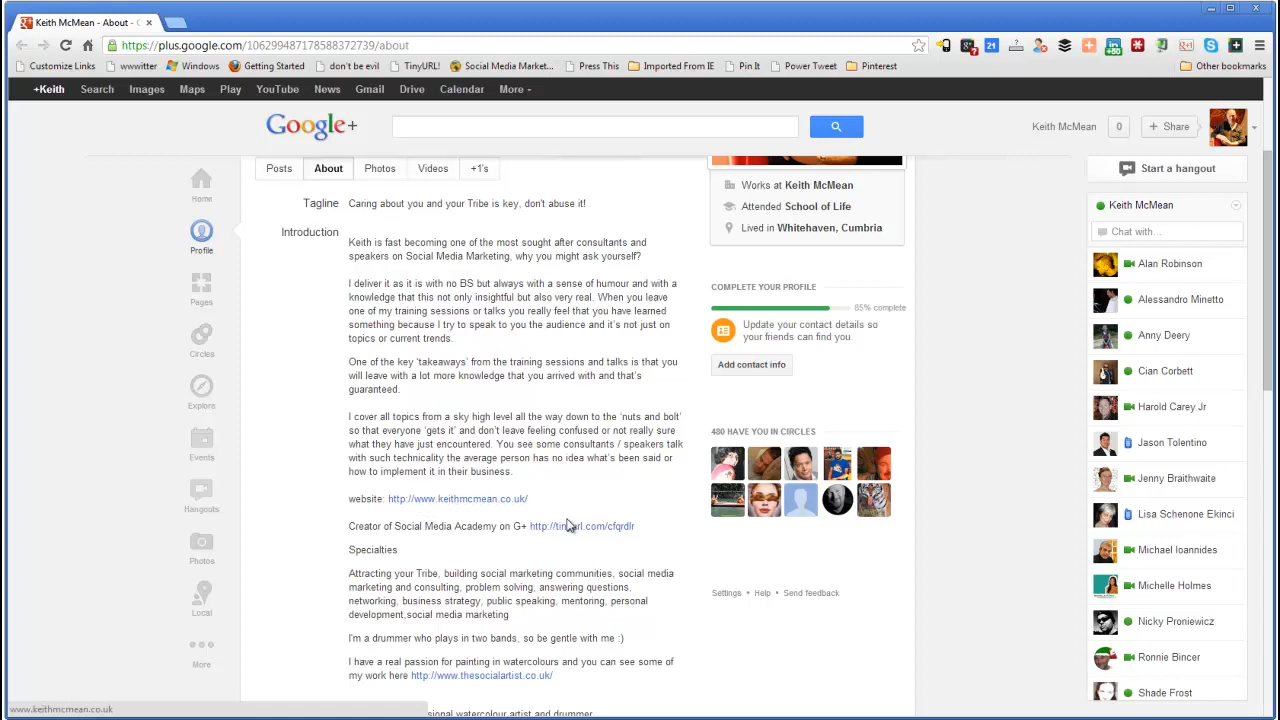 Keith McMean - About - G
https://plus.google.com/106299487178588372739/about
Customize Links wwwitter Windows Getting Started don't be evil TinyURL! Social Media Market... Press This Imported From IE Pin It Power Tweet Pinterest Other bookmarks
+Keith Search Images Maps Play YouTube News Gmail Drive Calendar More
Google+
Keith McMean 0 + Share
Posts About Photos Videos +1's
Home
Profile
Pages
Circles
Explore
Events
Hangouts
Photos
Local
More
Tagline Caring about you and your Tribe is key, don't abuse it!
Introduction
Keith is fast becoming one of the most sought after consultants and
speakers on Social Media Marketing, why you might ask yourself?
I deliver it as it is with no BS but always with a sense of humour and with a
knowledge that this not only insightful but also very real. When you leave
one of my training sessions or talks you really feel that you have learned
something because I try to speak to you the audience and it's not just on
topics or current trends.
One of the key ‘takeaways’ from the training sessions and talks is that you
will leave with a lot more knowledge that you arrived with and that’s
guaranteed.
I cover all topics from a sky high level all the way down to the ‘nuts and bolt’
so that everyone ‘gets it’ and don’t leave feeling confused or not really sure
what they have just encountered. You see some consultants / speakers talk
with such technicality the average person has no idea what’s been said or
how to implement it in their business.
website: http://www.keithmcmean.co.uk/
Creator of Social Media Academy on G+ http://tinyurl.com/cfqrdlr
Specialties
Attracting your Tribe, building social marketing communities, social media
marketing and consulting, problem solving, answering questions,
networking, business strategy, public speaking, mentoring, personal
development,social media marketing
I'm a drummer who plays in two bands, so be gentle with me :)
I have a real passion for painting in watercolours and you can see some of
my work here http://www.thesocialartist.co.uk/
sional watercolour artist and drummer
Works at Keith McMean
Attended School of Life
Lived in Whitehaven, Cumbria
COMPLETE YOUR PROFILE
85% complete
Update your contact details so
your friends can find you.
Add contact info
480 HAVE YOU IN CIRCLES
Settings • Help • Send feedback
Start a hangout
Keith McMean
Chat with...
Alan Robinson
Alessandro Minetto
Anny Deery
Cian Corbett
Harold Carey Jr
Jason Tolentino
Jenny Braithwaite
Lisa Schenone Ekinci
Michael Ioannides
Michelle Holmes
Nicky Proniewicz
Ronnie Bincer
Shade Frost
www.keithmcmean.co.uk